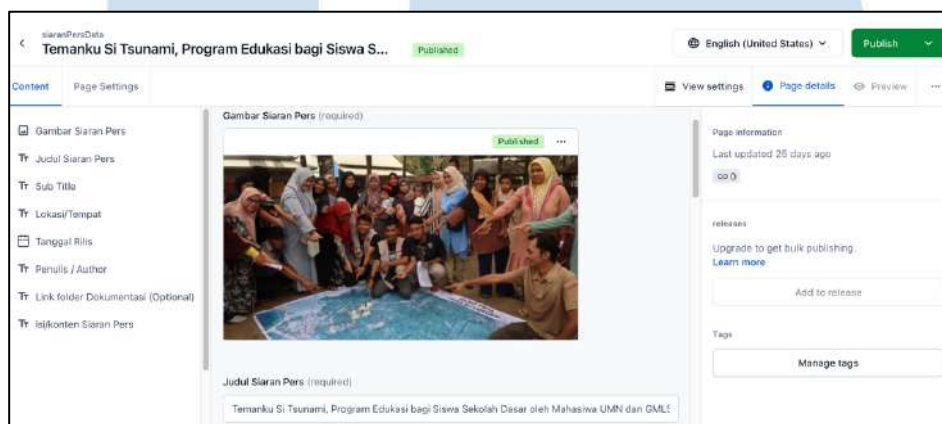 siaranPersData
Temanku Si Tsunami, Program Edukasi bagi Siswa S...
Published
English (United States)
Publish
Content
Page Settings
View settings
Page details
Preview
Gambar Siaran Pers
Judul Siaran Pers
Sub Title
Lokasi/Tempat
Tanggal Rilis
Penulis / Author
Link folder Dokumentasi (Optional)
isi/konten Siaran Pers
Gambar Siaran Pers (required)
Published
Judul Siaran Pers (required)
Temanku Si Tsunami, Program Edukasi bagi Siswa Sekolah Dasar oleh Mahasiwa UMN dan GMLS
Page information
Last updated 26 days ago
0
releases
Upgrade to get bulk publishing.
Learn more
Add to release
Tags
Manage tags